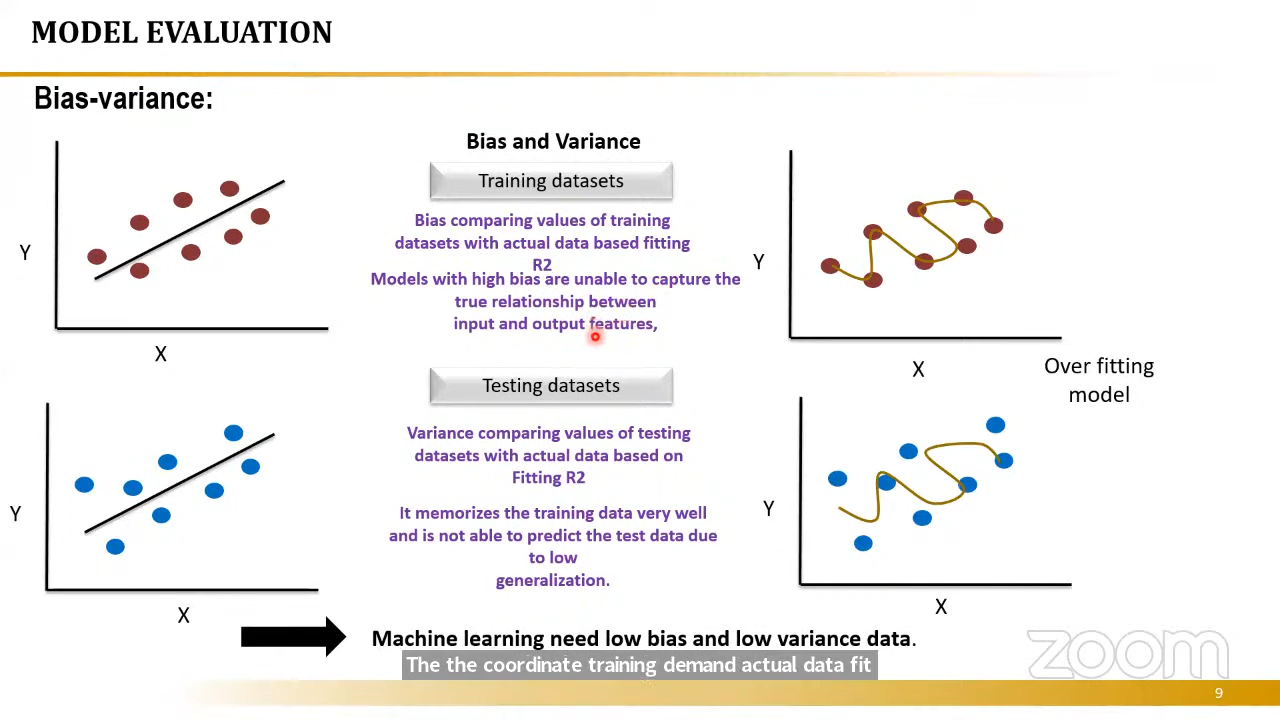 MODEL EVALUATION
Bias-variance:
Y
X
Y
X
Bias and Variance
Training datasets
Bias comparing values of training
datasets with actual data based fitting
R2
Models with high bias are unable to capture the
true relationship between
input and output features,
Testing datasets
Variance comparing values of testing
datasets with actual data based on
Fitting R2
It memorizes the training data very well
and is not able to predict the test data due
to low
generalization.
Y
X
Over fitting
model
Y
X
Machine learning need low bias and low variance data.
The the coordinate training demand actual data fit
zoom
9